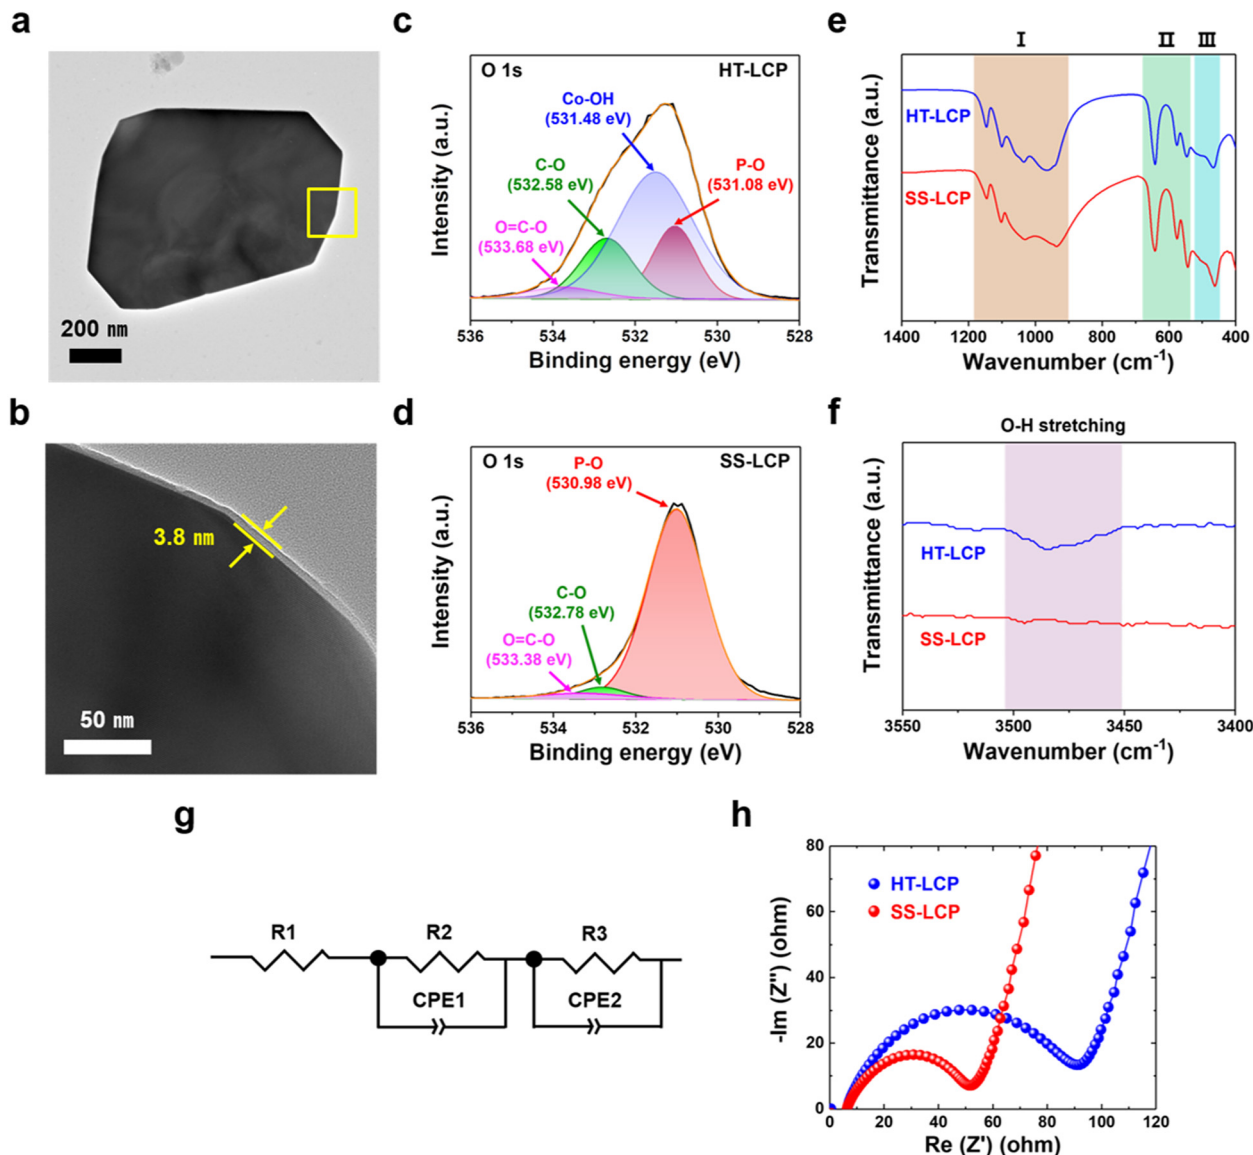 a
200 nm
b
3.8 nm
50 nm
c
O 1s
HT-LCP
Co-OH
(531.48 eV)
C-O
(532.58 eV)
P-O
(531.08 eV)
O=C-O
(533.68 eV)
Intensity (a.u.)
536 534 532 530 528
Binding energy (eV)
d
O 1s
SS-LCP
P-O
(530.98 eV)
C-O
(532.78 eV)
O=C-O
(533.38 eV)
Intensity (a.u.)
536 534 532 530 528
Binding energy (eV)
e
I II III
HT-LCP
SS-LCP
Transmittance (a.u.)
1400 1200 1000 800 600 400
Wavenumber (cm⁻¹)
f
O-H stretching
HT-LCP
SS-LCP
Transmittance (a.u.)
3550 3500 3450 3400
Wavenumber (cm⁻¹)
g
R1 R2 R3
CPE1 CPE2
h
HT-LCP
SS-LCP
-Im (Z'') (ohm)
80
60
40
20
0
0 20 40 60 80 100 120
Re (Z') (ohm)